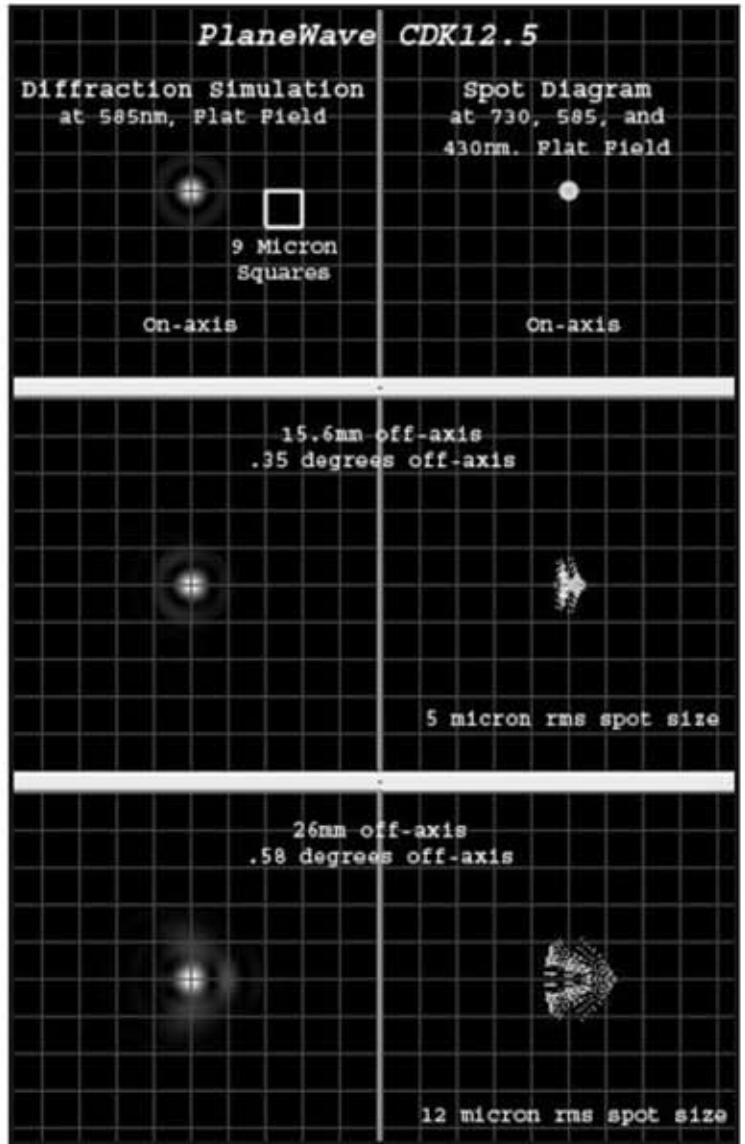 PlaneWave CDK12.5
Diffraction Simulation
at 585nm, Flat Field
Spot Diagram
at 730, 585, and
430nm. Flat Field
9 Micron
Squares
On-axis
On-axis
15.6mm off-axis
.35 degrees off-axis
5 micron rms spot size
26mm off-axis
.58 degrees off-axis
12 micron rms spot size